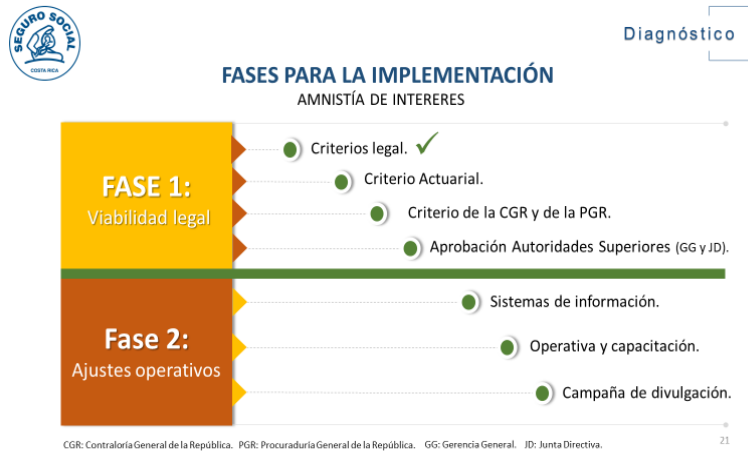 SEGURO SOCIAL
COSTA RICA
Diagnóstico
FASES PARA LA IMPLEMENTACIÓN
AMNISTÍA DE INTERERES
FASE 1:
Viabilidad legal
Criterios legal.
Criterio Actuarial.
Criterio de la CGR y de la PGR.
Aprobación Autoridades Superiores (GG y JD).
Fase 2:
Ajustes operativos
Sistemas de información.
Operativa y capacitación.
Campaña de divulgación.
CGR: Contraloría General de la República. PGR: Procuraduría General de la República. GG: Gerencia General. JD: Junta Directiva.
21